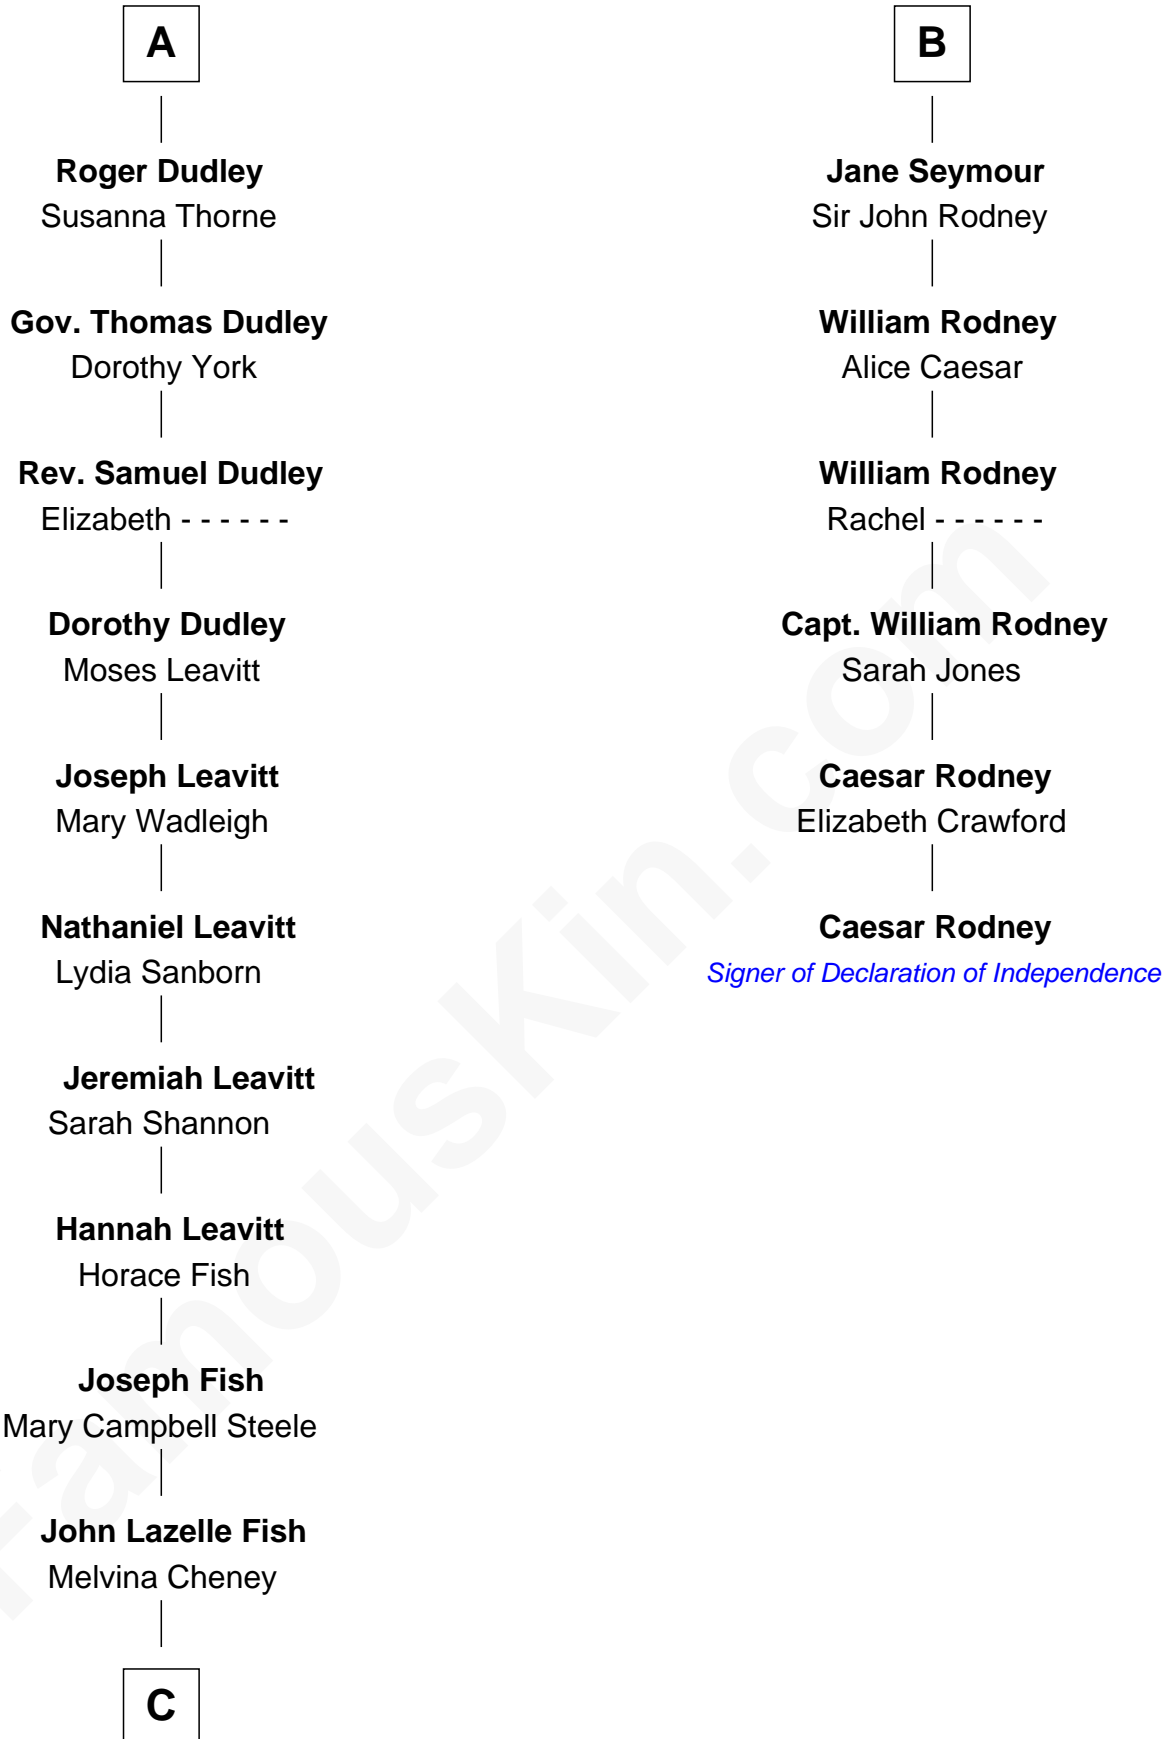 A
Roger Dudley
Susanna Thorne
Gov. Thomas Dudley
Dorothy York
Rev. Samuel Dudley
Elizabeth - - - - - -
Dorothy Dudley
Moses Leavitt
Joseph Leavitt
Mary Wadleigh
Nathaniel Leavitt
Lydia Sanborn
Jeremiah Leavitt
Sarah Shannon
Hannah Leavitt
Horace Fish
Joseph Fish
Mary Campbell Steele
John Lazelle Fish
Melvina Cheney
C
B
Jane Seymour
Sir John Rodney
William Rodney
Alice Caesar
William Rodney
Rachel - - - - - -
Capt. William Rodney
Sarah Jones
Caesar Rodney
Elizabeth Crawford
Caesar Rodney
Signer of Declaration of Independence
FamousKin.com